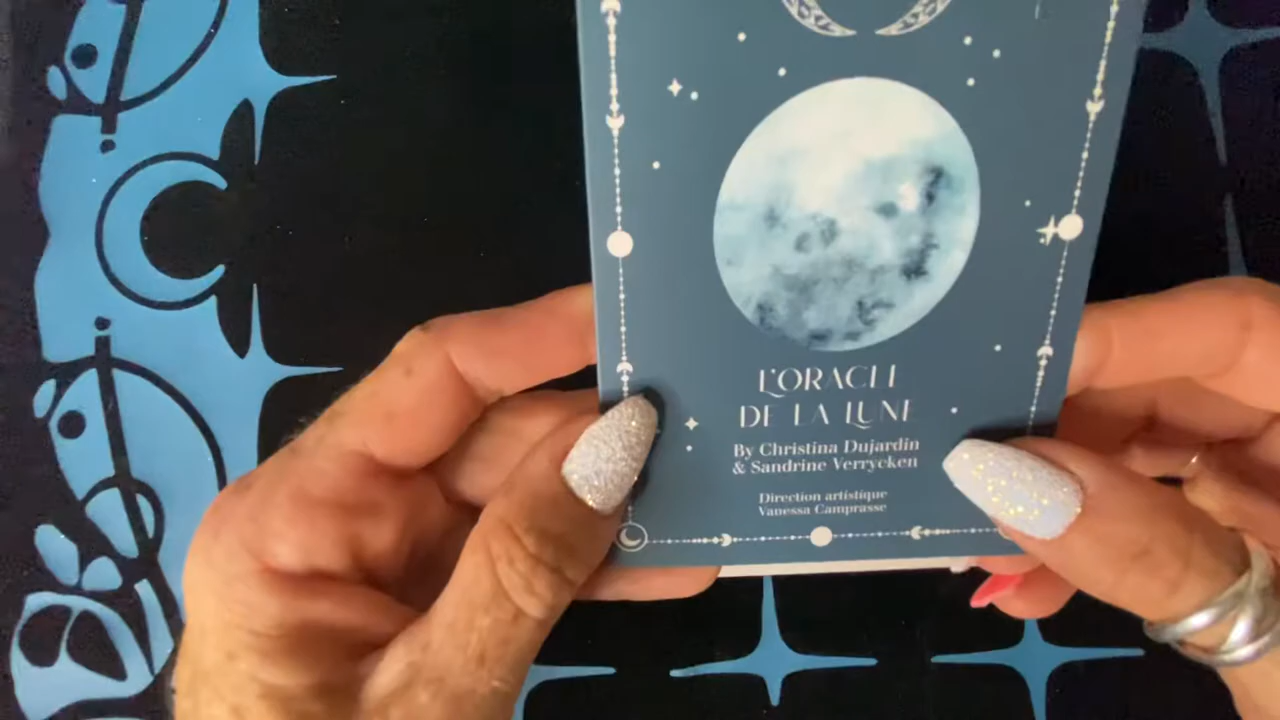 L'ORACLE
DE LA LUNE
By Christina Dujardin
& Sandrine Verrycken
Direction artistique
Vanessa Camprasse